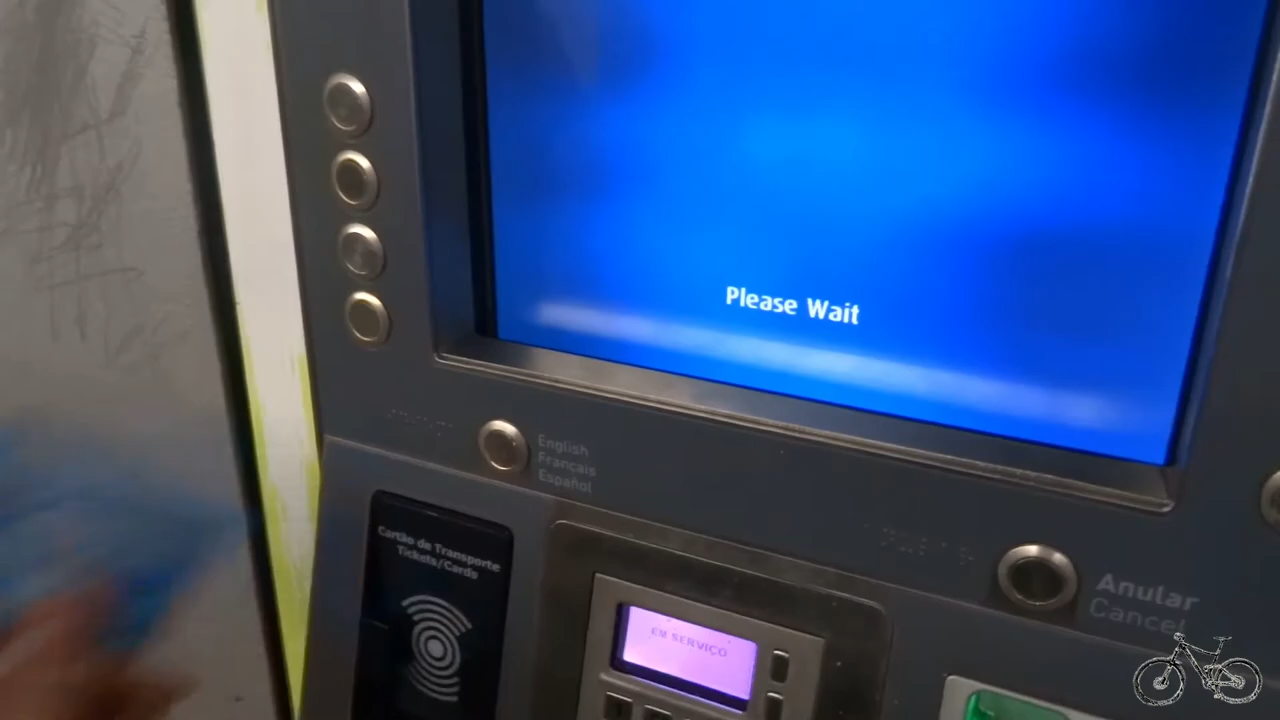 Please Wait
English
Français
Español
Cartão de Transporte
Tickets/Cards
EM SERVIÇO
Anular
Cancel